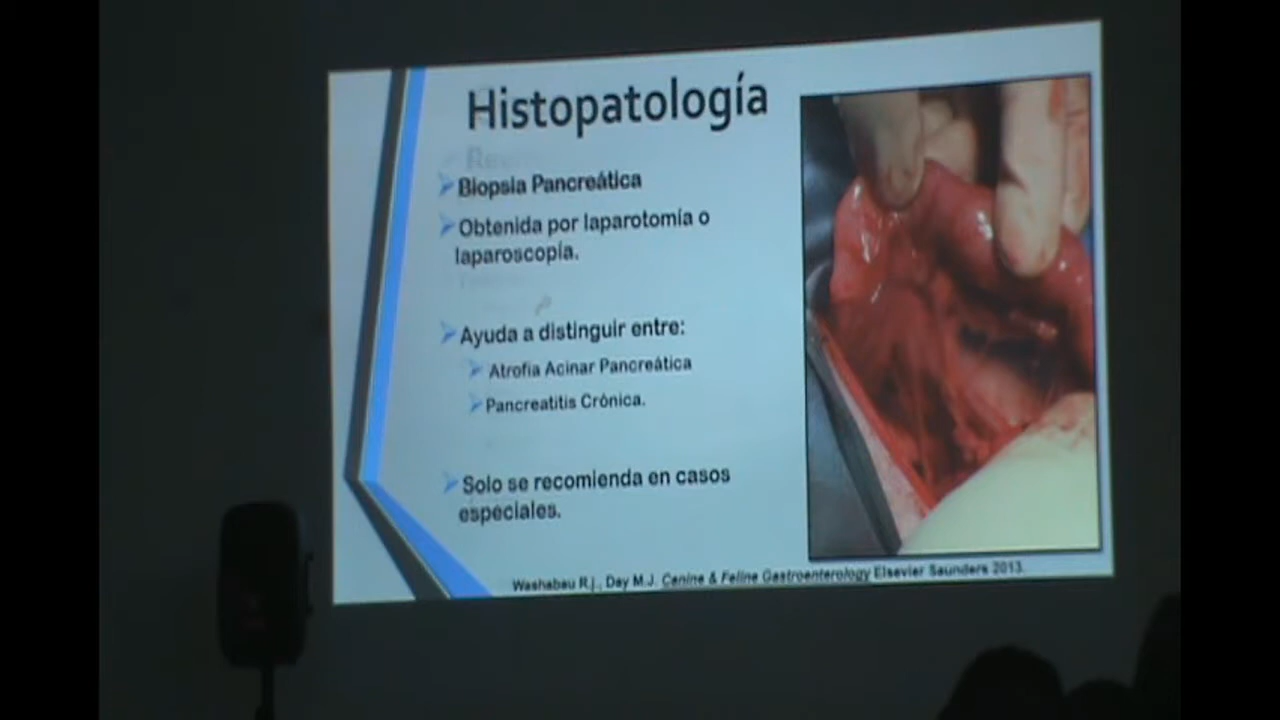 Histopatología
Biopsia Pancreática
Obtenida por laparotomía o
laparoscopía.
Ayuda a distinguir entre:
Atrofia Acinar Pancreática
Pancreatitis Crónica.
Solo se recomienda en casos
especiales.
Washabau R.j., Day M.J. Canine & Feline Gastroenterology Elsevier Saunders 2013.